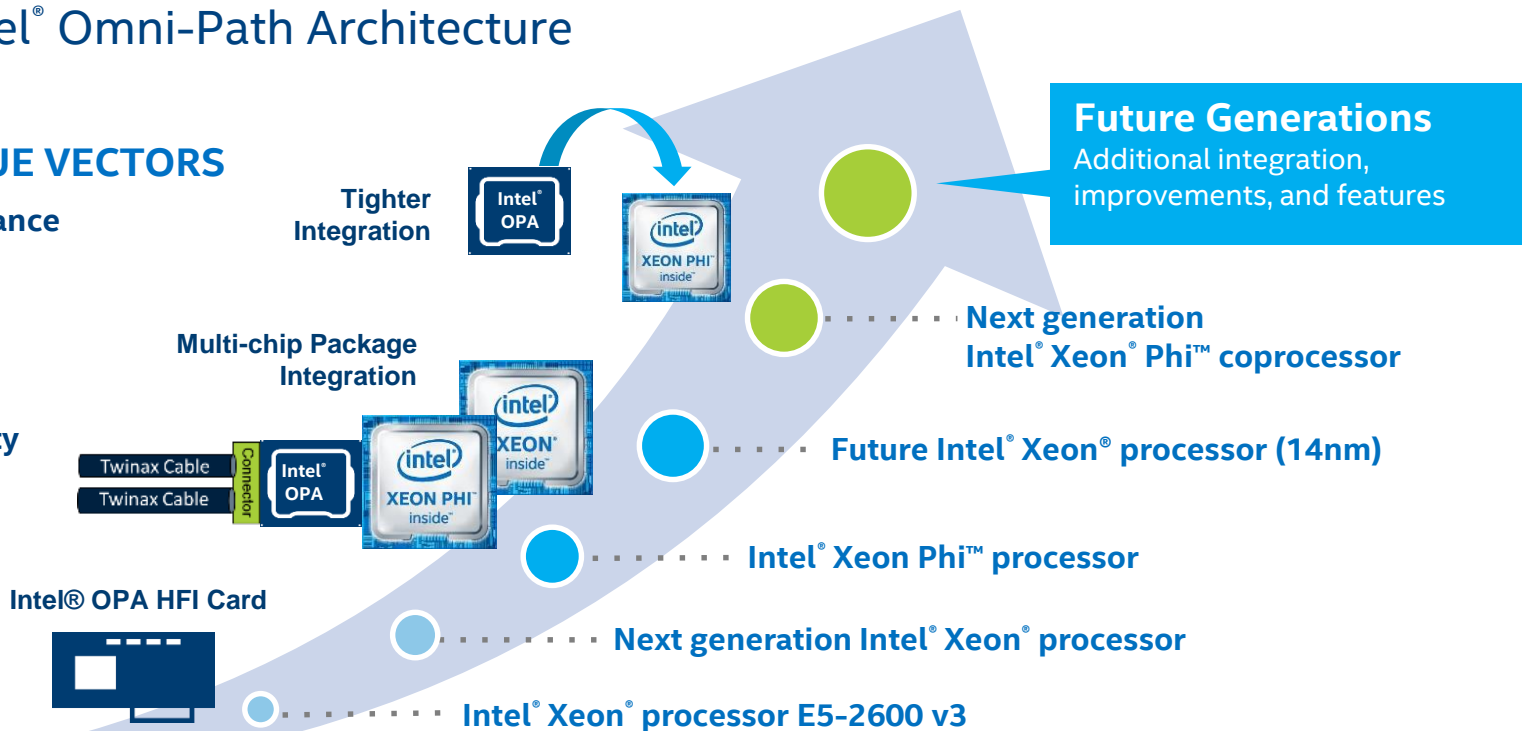 el® Omni-Path Architecture
UE VECTORS
ance
ty
Tighter
Integration
Intel®
OPA
intel
XEON PHI™
inside™
Future Generations
Additional integration,
improvements, and features
Multi-chip Package
Integration
Twinax Cable
Twinax Cable
Connector
Intel®
OPA
intel
XEON PHI™
inside™
intel
XEON®
inside™
Next generation
Intel® Xeon® Phi™ coprocessor
Future Intel® Xeon® processor (14nm)
Intel® Xeon Phi™ processor
Intel® OPA HFI Card
Next generation Intel® Xeon® processor
Intel® Xeon® processor E5-2600 v3